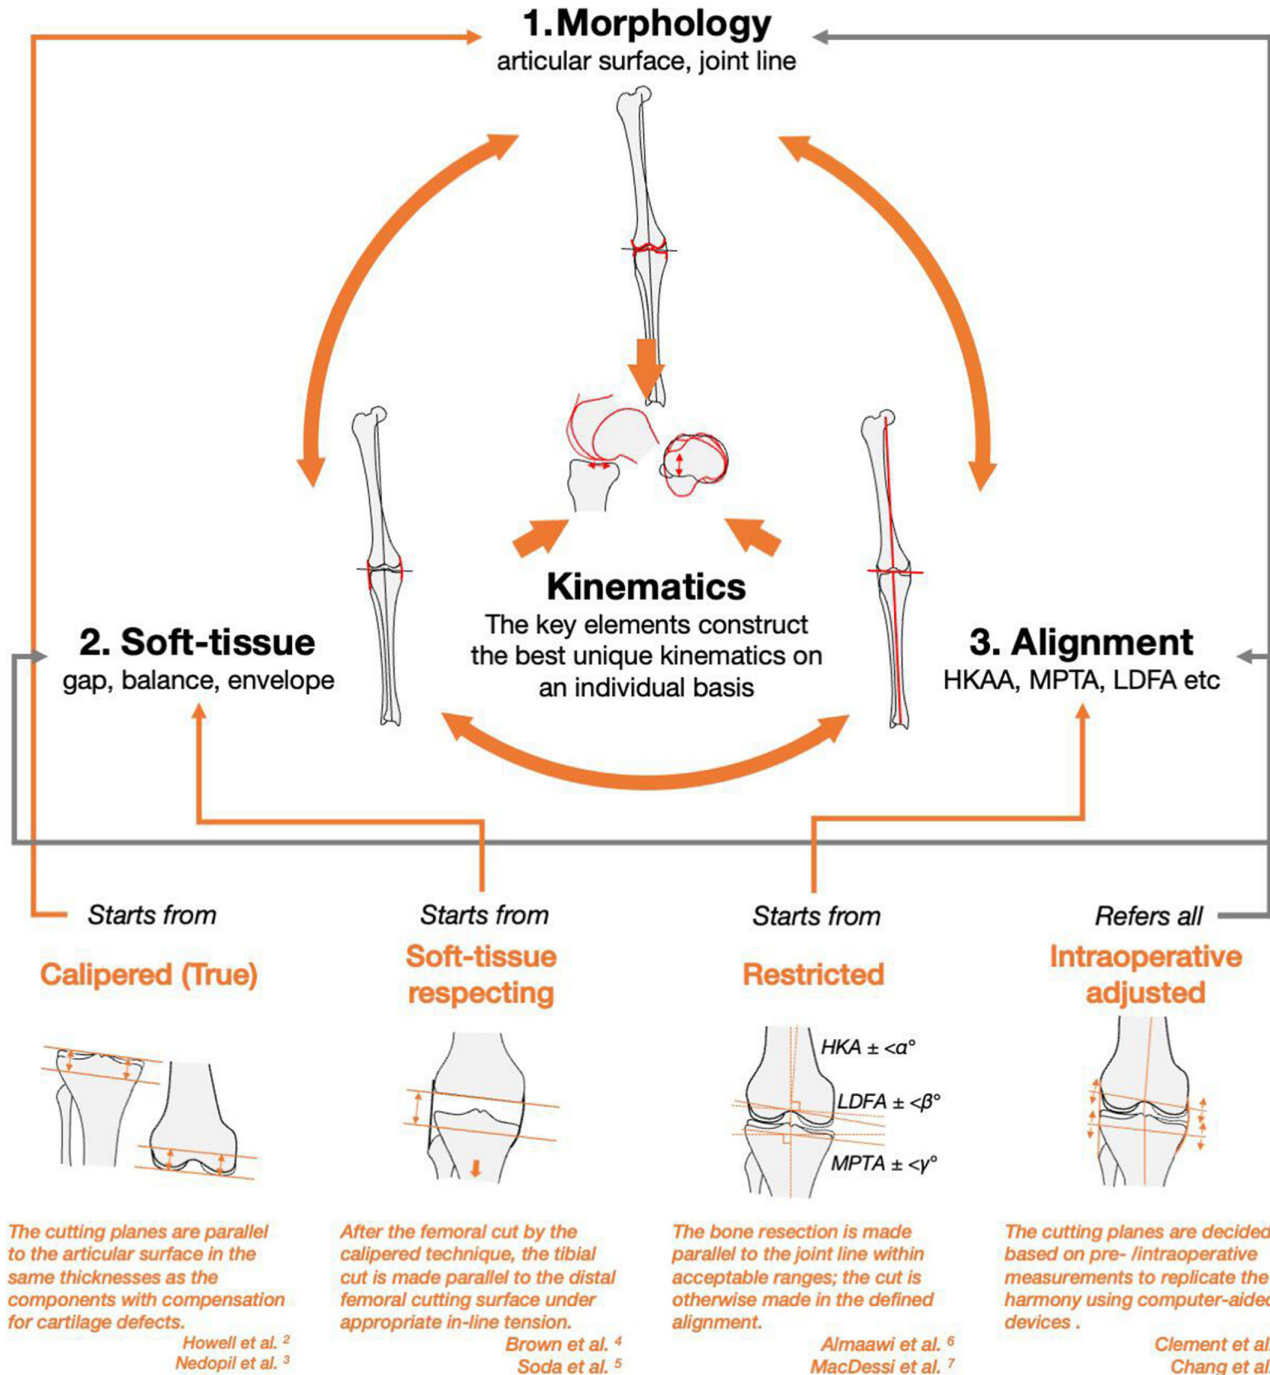 1.Morphology
articular surface, joint line
Kinematics
The key elements construct
the best unique kinematics on
an individual basis
2. Soft-tissue
gap, balance, envelope
3. Alignment
HKAA, MPTA, LDFA etc
Starts from
Calipered (True)
The cutting planes are parallel
to the articular surface in the
same thicknesses as the
components with compensation
for cartilage defects.
Howell et al. ²
Nedopil et al. ³
Starts from
Soft-tissue
respecting
After the femoral cut by the
calipered technique, the tibial
cut is made parallel to the distal
femoral cutting surface under
appropriate in-line tension.
Brown et al. ⁴
Soda et al. ⁵
Starts from
Restricted
HKA ± <α°
LDFA ± <β°
MPTA ± <γ°
The bone resection is made
parallel to the joint line within
acceptable ranges; the cut is
otherwise made in the defined
alignment.
Almaawi et al. ⁶
MacDessi et al. ⁷
Refers all
Intraoperative
adjusted
The cutting planes are decided
based on pre- /intraoperative
measurements to replicate the
harmony using computer-aided
devices .
Clement et al.
Chang et al.